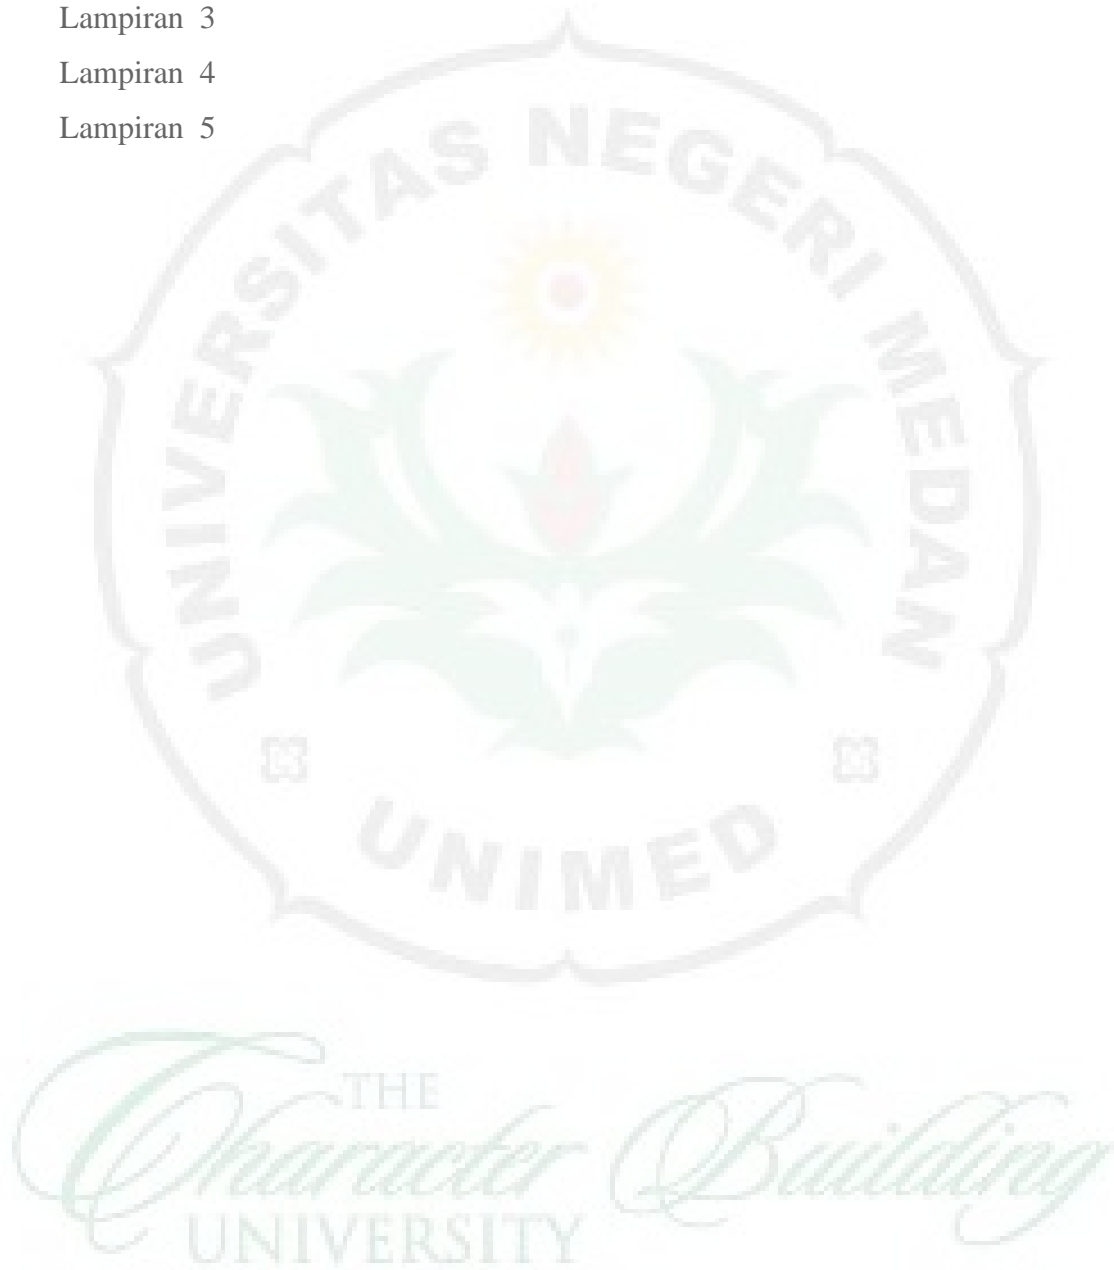 Lampiran 3
Lampiran 4
Lampiran 5
UNIVERSITAS NEGERI MEDAN
UNIMED
THE
Character Building
UNIVERSITY